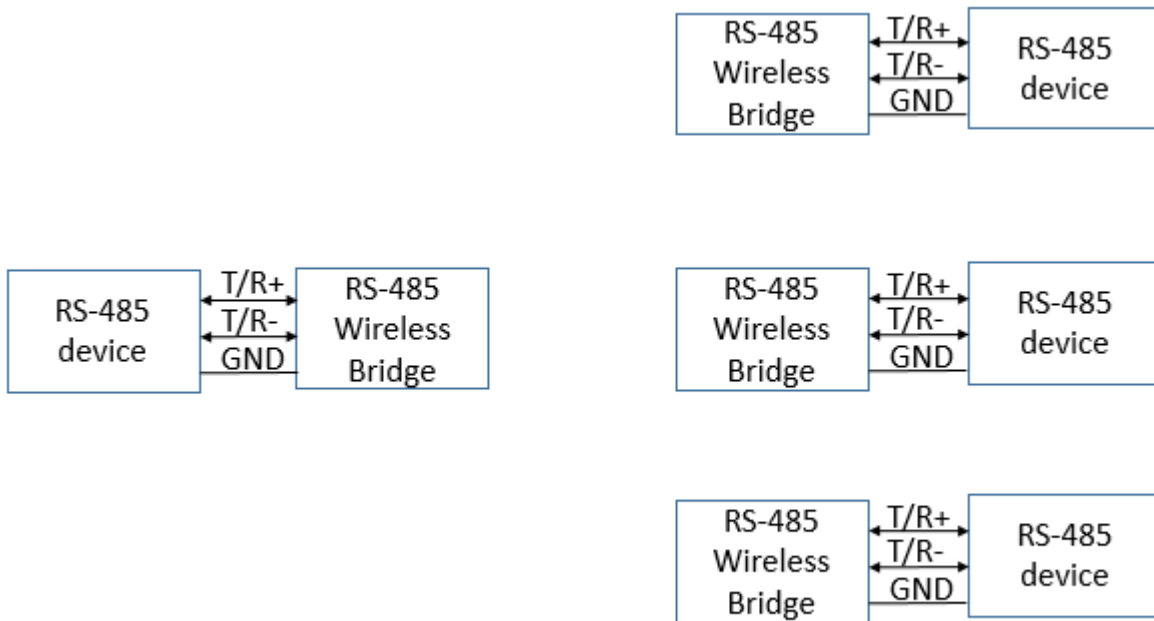 RS-485
Wireless
Bridge
T/R+
T/R-
GND
RS-485
device
RS-485
device
T/R+
T/R-
GND
RS-485
Wireless
Bridge
RS-485
Wireless
Bridge
T/R+
T/R-
GND
RS-485
device
RS-485
Wireless
Bridge
T/R+
T/R-
GND
RS-485
device